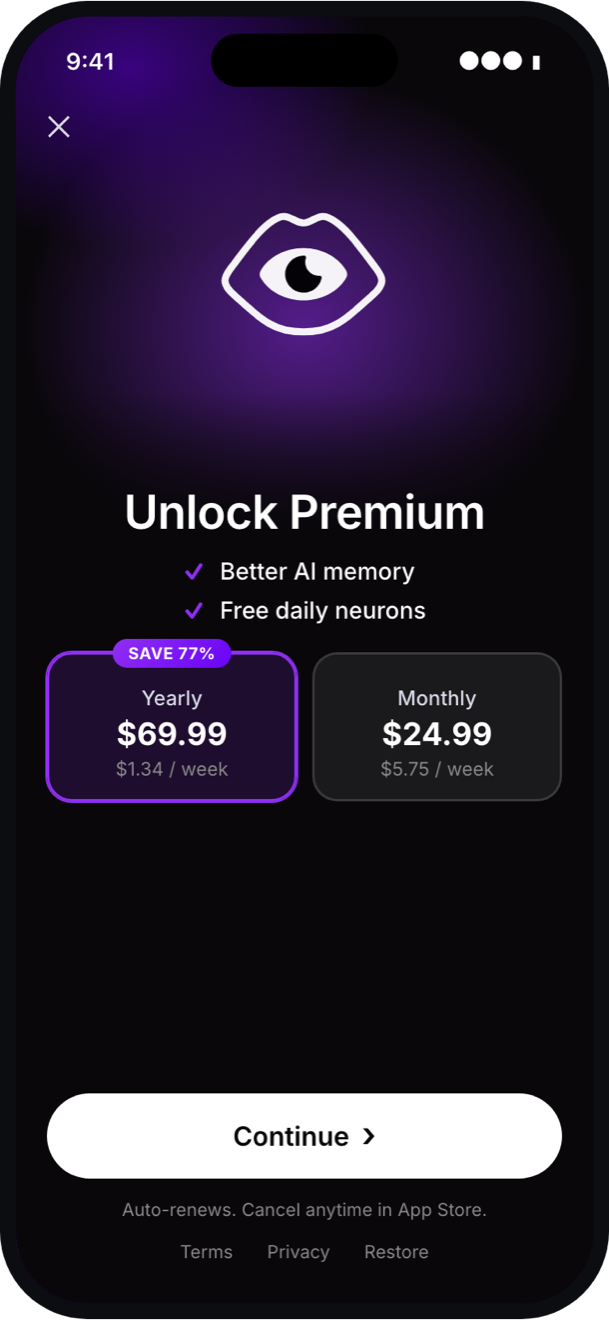 9:41
Unlock Premium
Better AI memory
Free daily neurons
SAVE 77%
Yearly
$69.99
$1.34 / week
Monthly
$24.99
$5.75 / week
Continue ›
Auto-renews. Cancel anytime in App Store.
Terms Privacy Restore